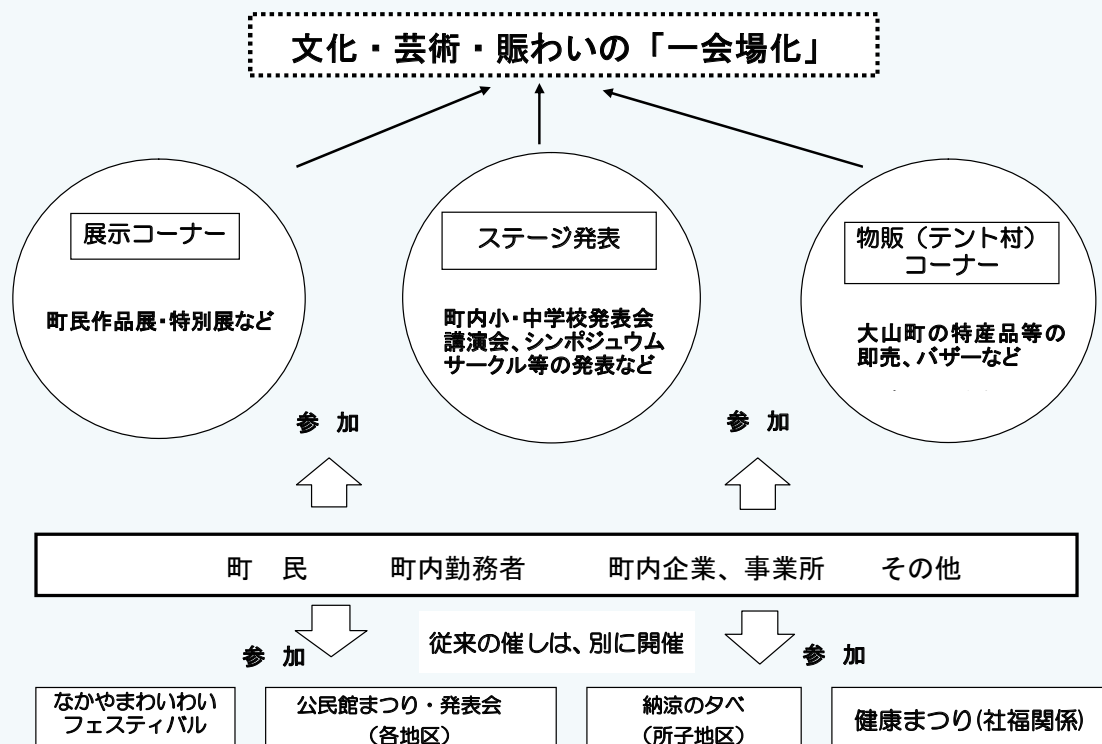 文化・芸術・賑わいの「一会場化」
展示コーナー
町民作品展・特別展など
ステージ発表
町内小・中学校発表会
講演会、シンポジュウム
サークル等の発表など
物販（テント村）
コーナー
大山町の特産品等の
即売、バザーなど
参 加
参 加
町 民 町内勤務者 町内企業、事業所 その他
参 加
従来の催しは、別に開催
参 加
なかやまわいわい
フェスティバル
公民館まつり・発表会
（各地区）
納涼の夕べ
（所子地区）
健康まつり(社福関係)